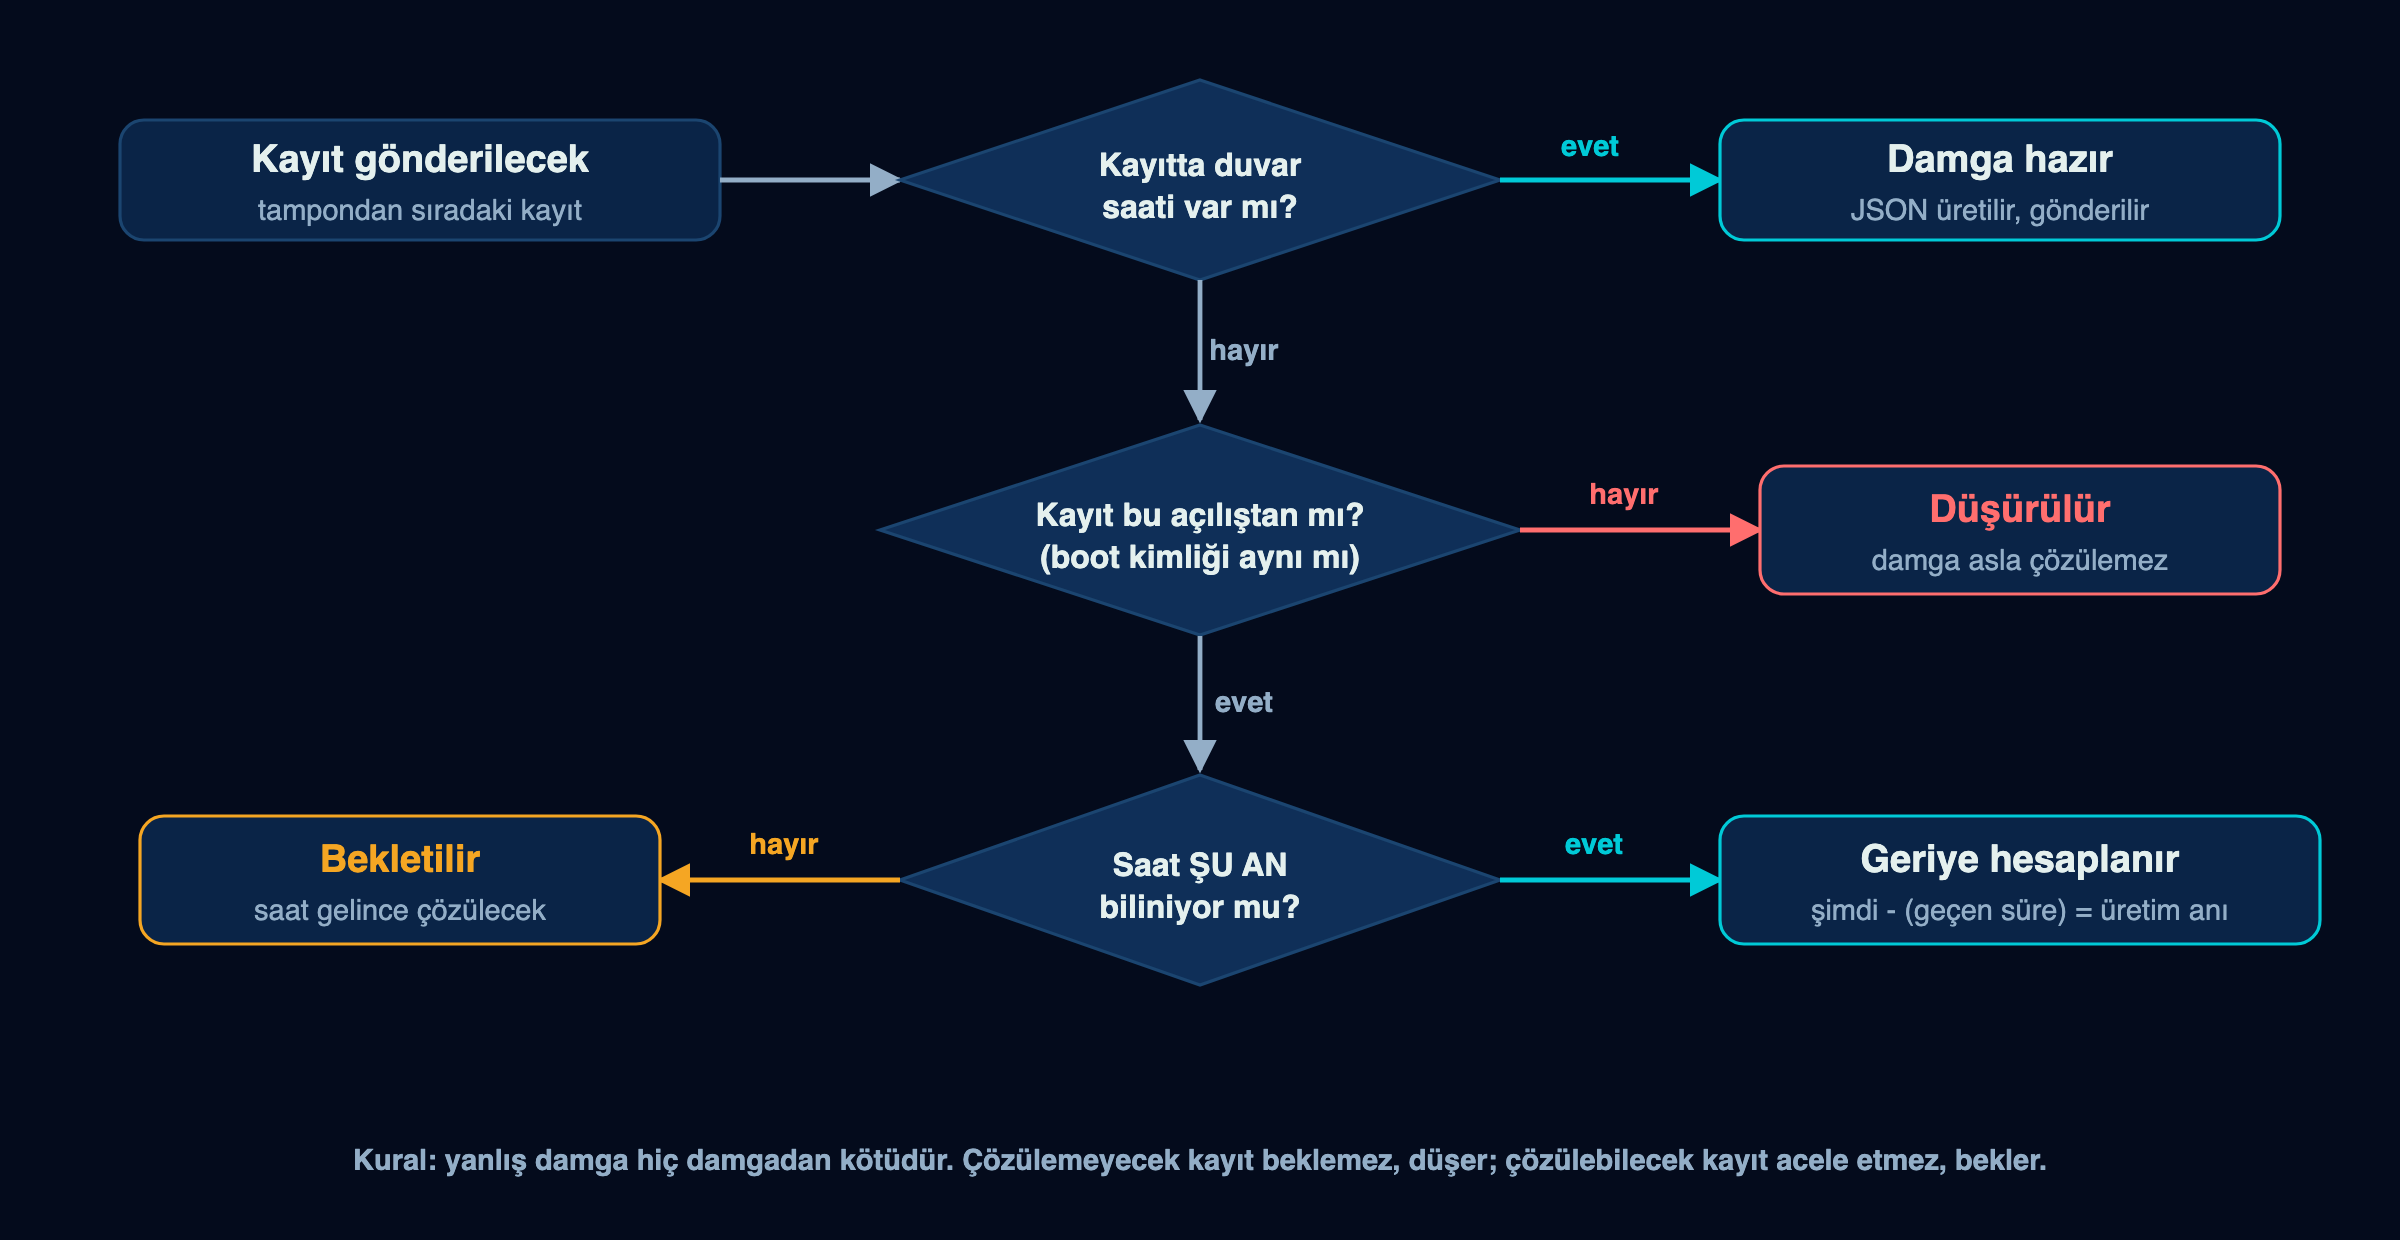 Kayıt gönderilecek
tampondan sıradaki kayıt
Kayıtta duvar
saati var mı?
evet
Damga hazır
JSON üretilir, gönderilir
hayır
Kayıt bu açılıştan mı?
(boot kimliği aynı mı)
hayır
Düşürülür
damga asla çözülemez
evet
Bekletilir
saat gelince çözülecek
hayır
Saat ŞU AN
biliniyor mu?
evet
Geriye hesaplanır
şimdi - (geçen süre) = üretim anı
Kural: yanlış damga hiç damgadan kötüdür. Çözülemeyecek kayıt beklemez, düşer; çözülebilecek kayıt acele etmez, bekler.